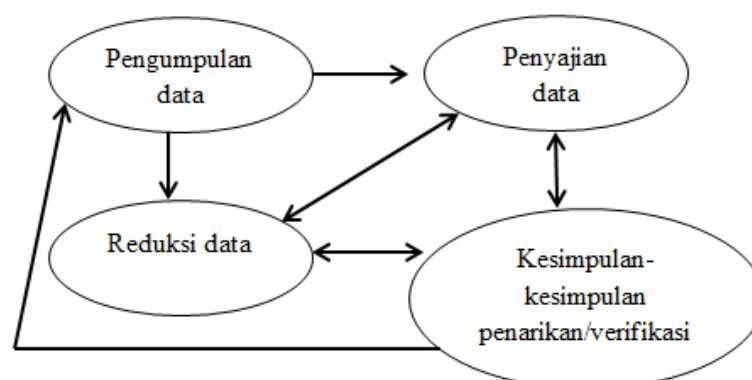 Pengumpulan
data
Penyajian
data
Reduksi data
Kesimpulan-
kesimpulan
penarikan/verifikasi